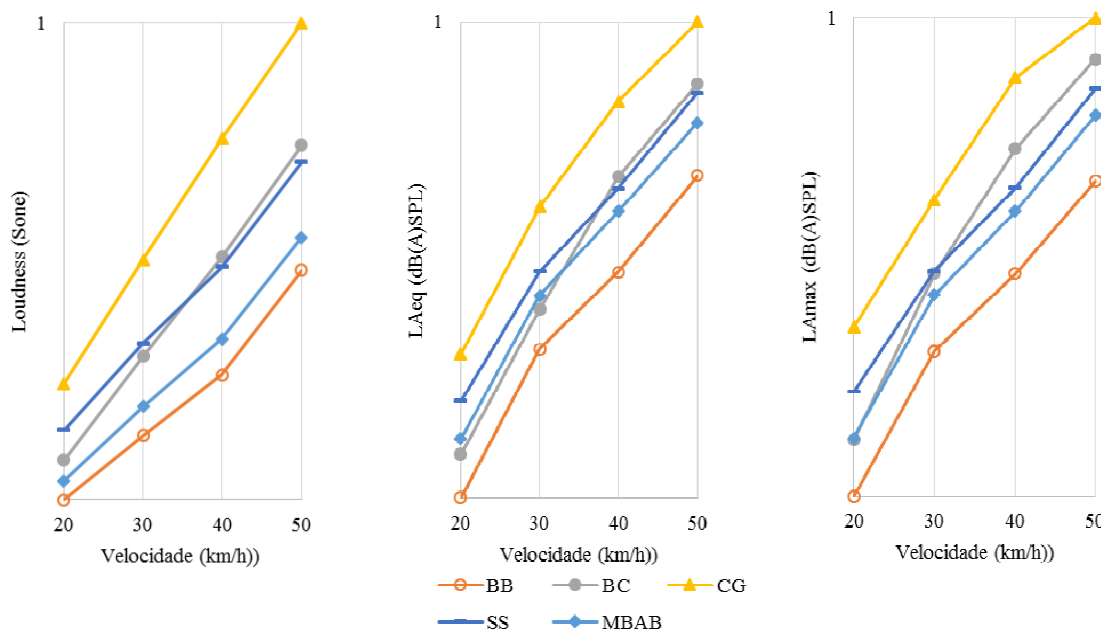 1
Loudness (Sone)
20 30 40 50
Velocidade (km/h))
1
LAeq (dB(A)SPL)
20 30 40 50
Velocidade (km/h))
1
LAmax (dB(A)SPL)
20 30 40 50
Velocidade (km/h))
BB BC CG
SS MBAB